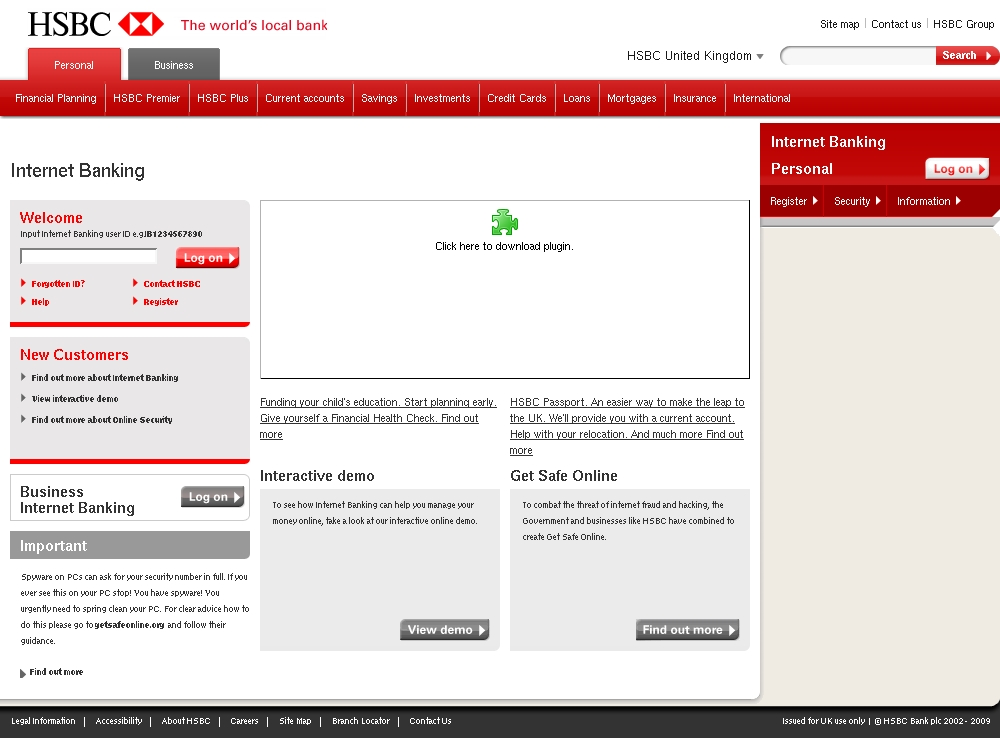 HSBC The world's local bank
Site map Contact us HSBC Group
Personal Business
HSBC United Kingdom
Search
Financial Planning HSBC Premier HSBC Plus Current accounts Savings Investments Credit Cards Loans Mortgages Insurance International
Internet Banking
Personal
Log on
Register Security Information
Internet Banking
Welcome
Input Internet Banking user ID e.g.IB1234567890
Log on
Forgotten ID? Contact HSBC
Help Register
New Customers
Find out more about Internet Banking
View interactive demo
Find out more about Online Security
Business
Internet Banking
Log on
Important
Spyware on PCs can ask for your security number in full. If you
ever see this on your PC stop! You have spyware! You
urgently need to spring clean your PC. For clear advice how to
do this please go to getsafeonline.org and follow their
guidance.
Find out more
Click here to download plugin.
Funding your child's education. Start planning early.
Give yourself a Financial Health Check. Find out
more
HSBC Passport. An easier way to make the leap to
the UK. We'll provide you with a current account.
Help with your relocation. And much more Find out
more
Interactive demo
To see how Internet Banking can help you manage your
money online, take a look at our interactive online demo.
View demo
Get Safe Online
To combat the threat of internet fraud and hacking, the
Government and businesses like HSBC have combined to
create Get Safe Online.
Find out more
Legal Information | Accessibility | About HSBC | Careers | Site Map | Branch Locator | Contact Us
Issued for UK use only | © HSBC Bank plc 2002 - 2009